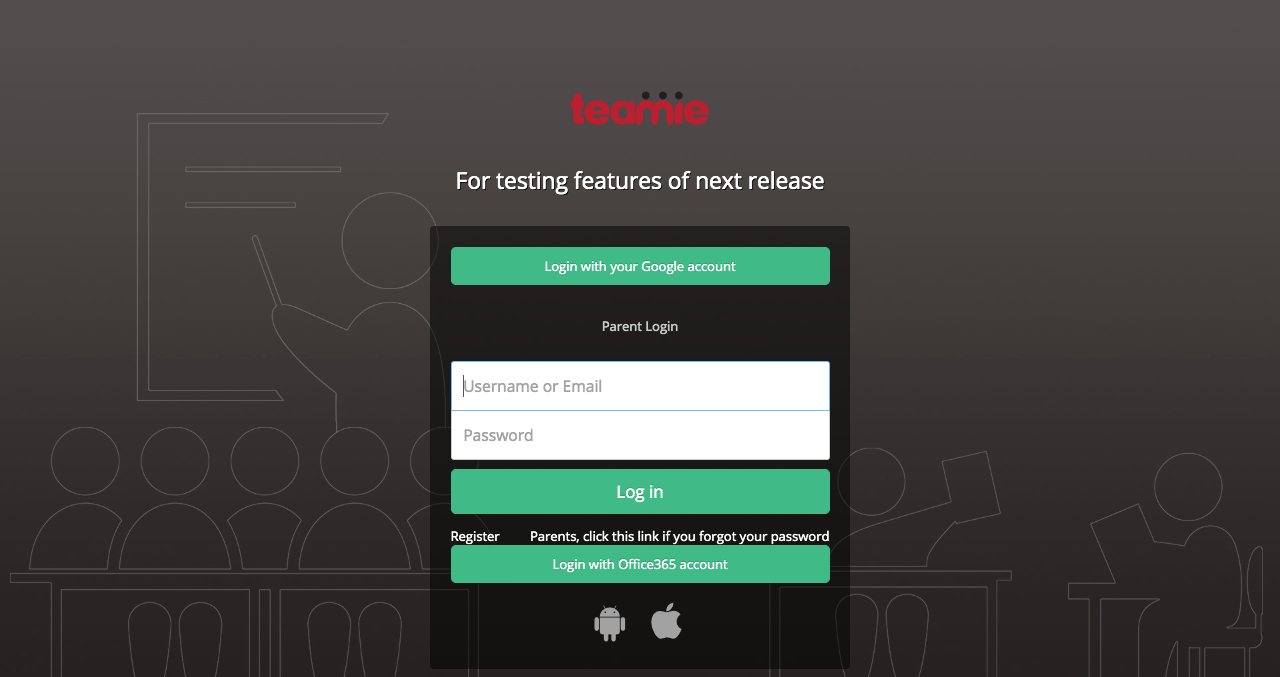 teamie
For testing features of next release
Login with your Google account
Parent Login
Username or Email
Password
Log in
Register Parents, click this link if you forgot your password
Login with Office365 account